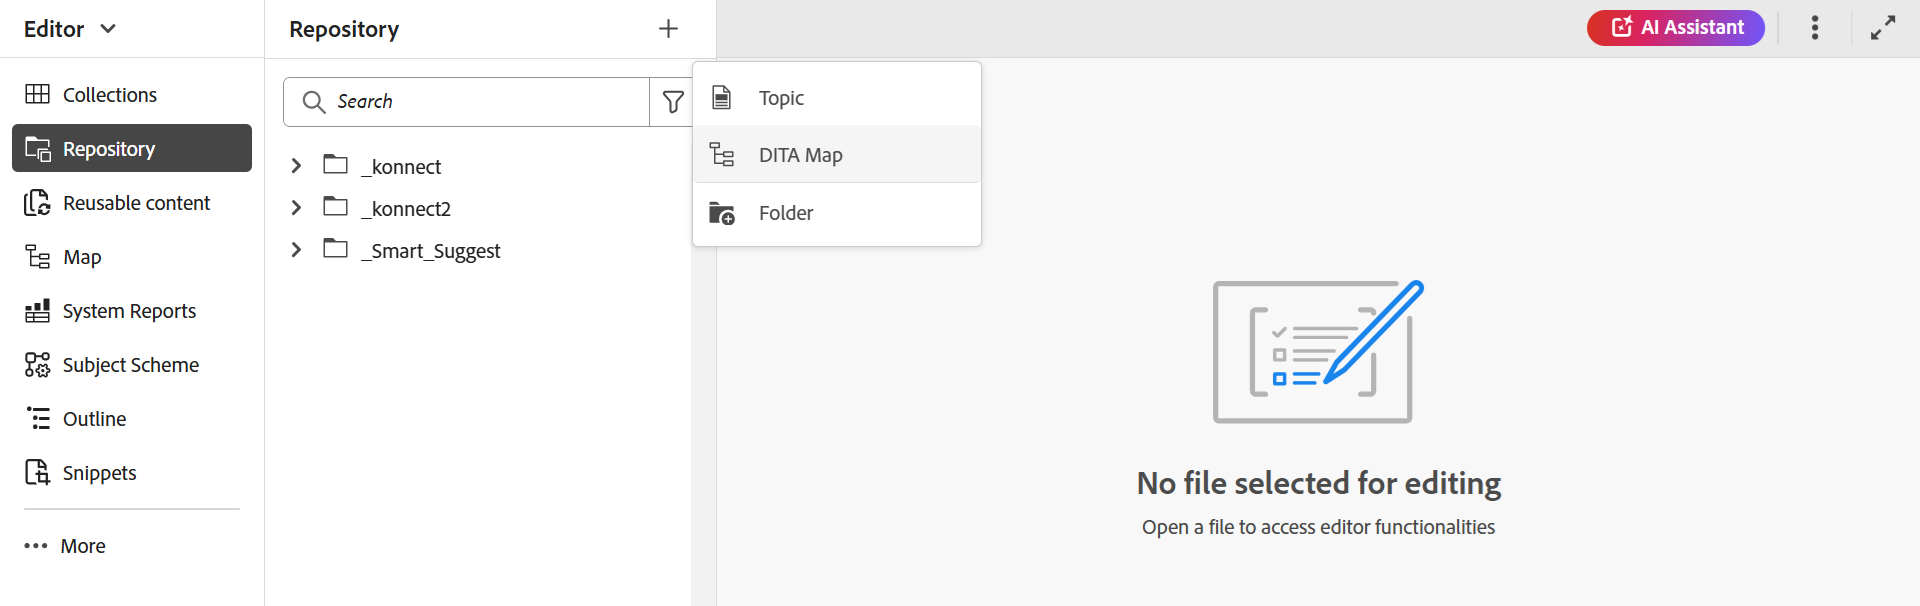 Editor
Collections
Repository
Reusable content
Map
System Reports
Subject Scheme
Outline
Snippets
More
Repository
Search
_konnect
_konnect2
_Smart_Suggest
Topic
DITA Map
Folder
AI Assistant
No file selected for editing
Open a file to access editor functionalities